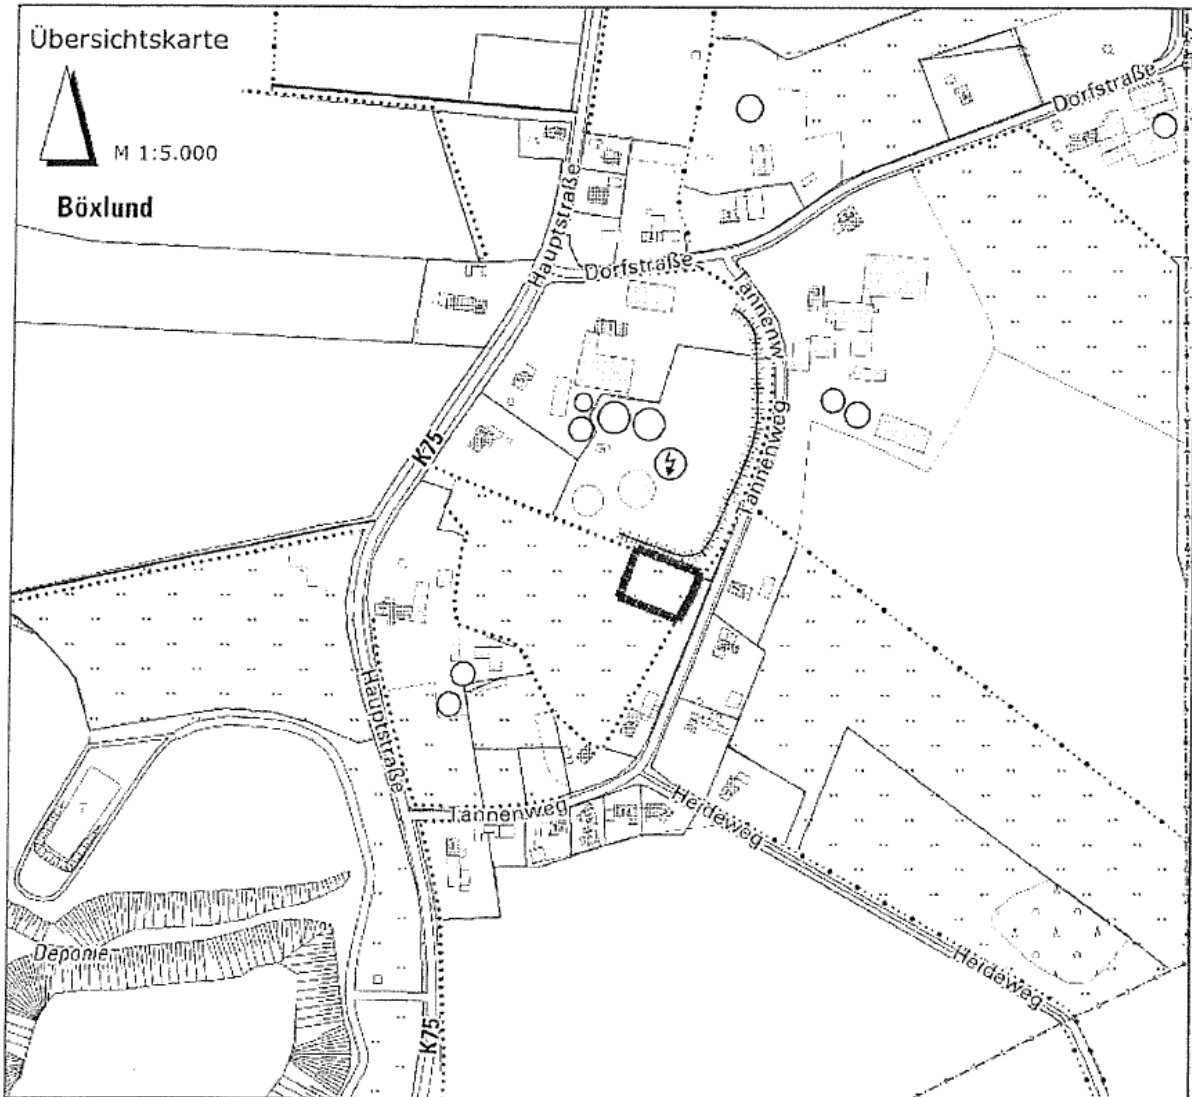 Übersichtskarte
M 1:5.000
Böxlund
Dorfstraße
Hauptstraße
Dorfstraße
Tannenw
K75
Tannenweg
Hauptstraße
Tannenweg
Heideweg
Deponie
Heideweg
K75